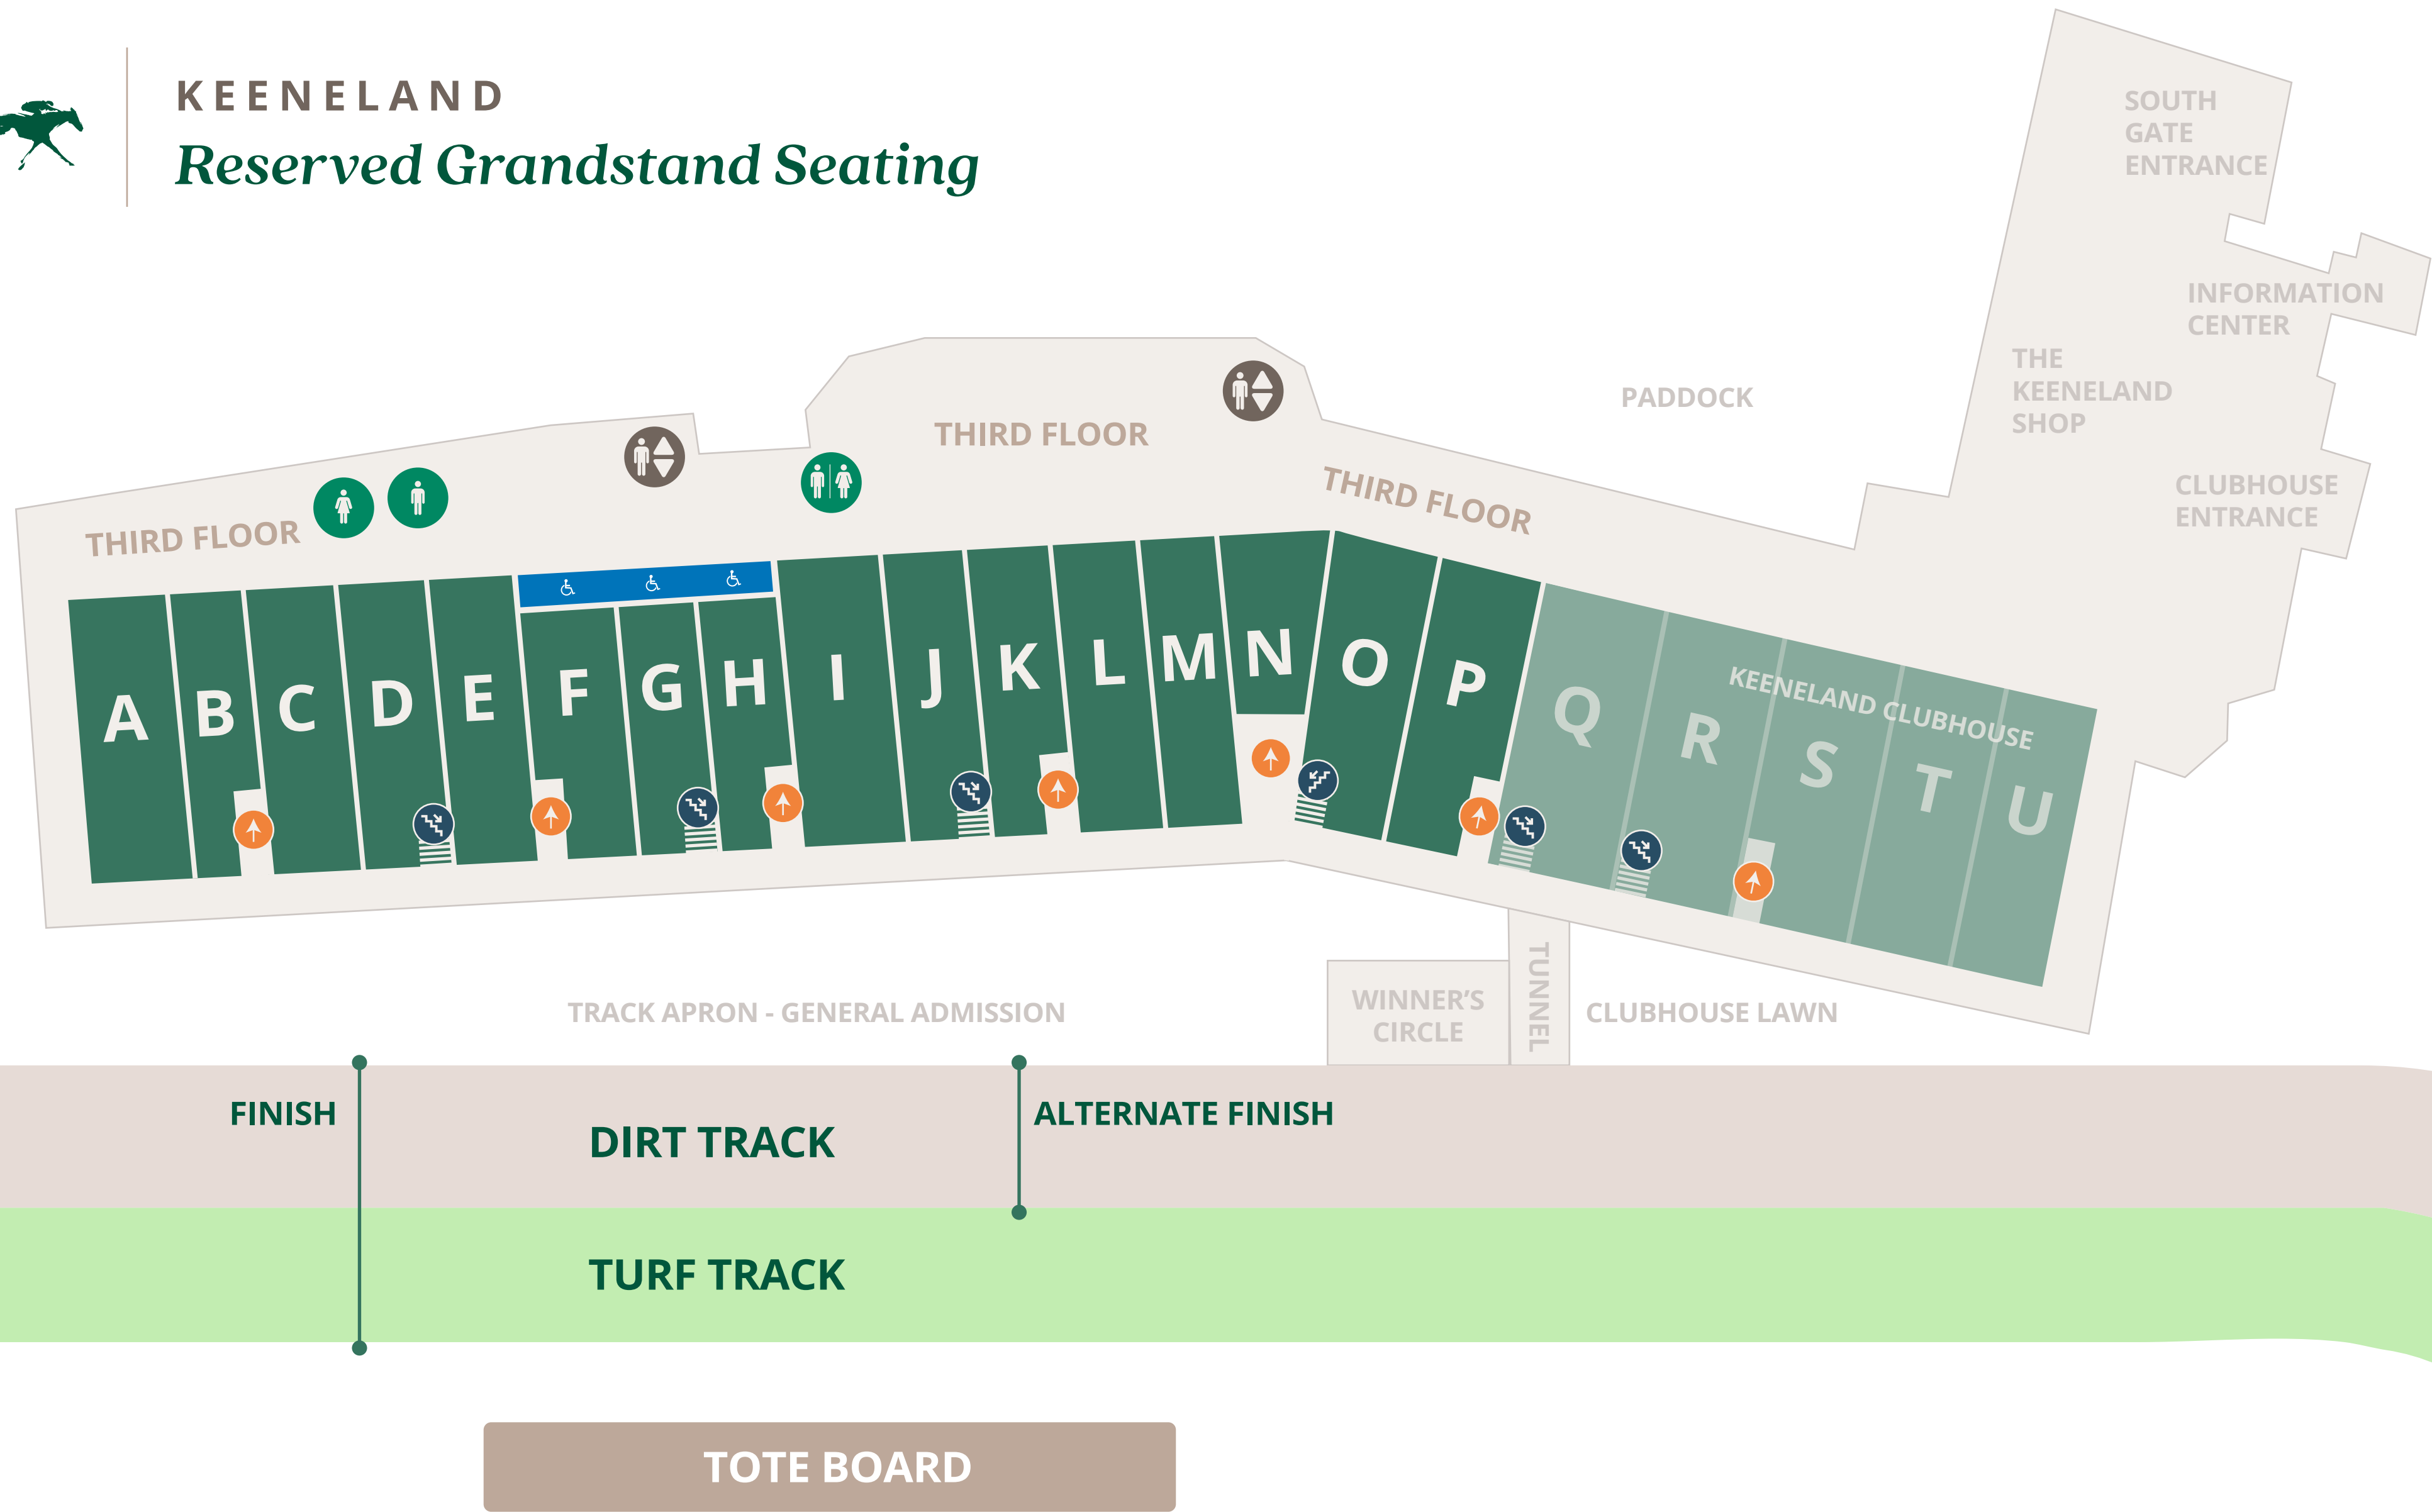 KEENELAND
Reserved Grandstand Seating
SOUTH
GATE
ENTRANCE
INFORMATION
CENTER
THE
KEENELAND
SHOP
PADDOCK
CLUBHOUSE
ENTRANCE
THIRD FLOOR
THIRD FLOOR
THIRD FLOOR
A
B
C
D
E
F
G
H
I
J
K
L
M
N
O
P
Q
R
S
T
U
KEENELAND CLUBHOUSE
TRACK APRON - GENERAL ADMISSION
WINNER'S
CIRCLE
TUNNEL
CLUBHOUSE LAWN
FINISH
DIRT TRACK
ALTERNATE FINISH
TURF TRACK
TOTE BOARD